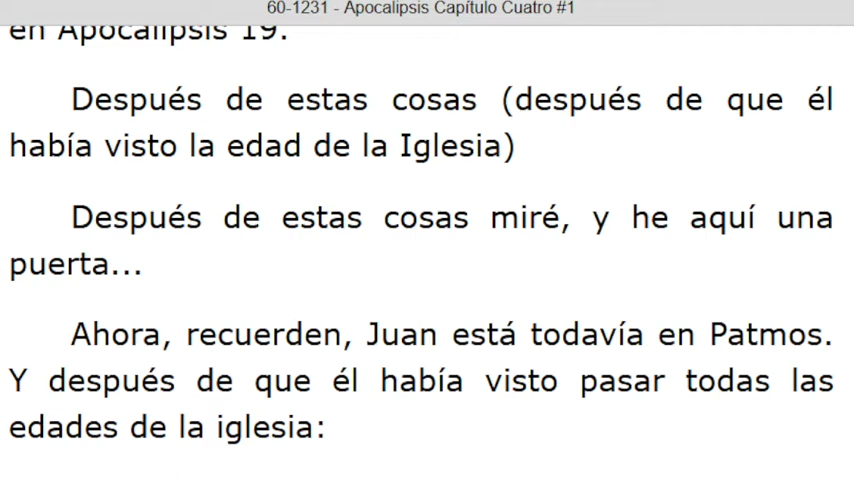 60-1231 - Apocalipsis Capítulo Cuatro #1
en Apocalipsis 19.
Después de estas cosas (después de que él
había visto la edad de la Iglesia)
Después de estas cosas miré, y he aquí una
puerta...
Ahora, recuerden, Juan está todavía en Patmos.
Y después de que él había visto pasar todas las
edades de la iglesia: